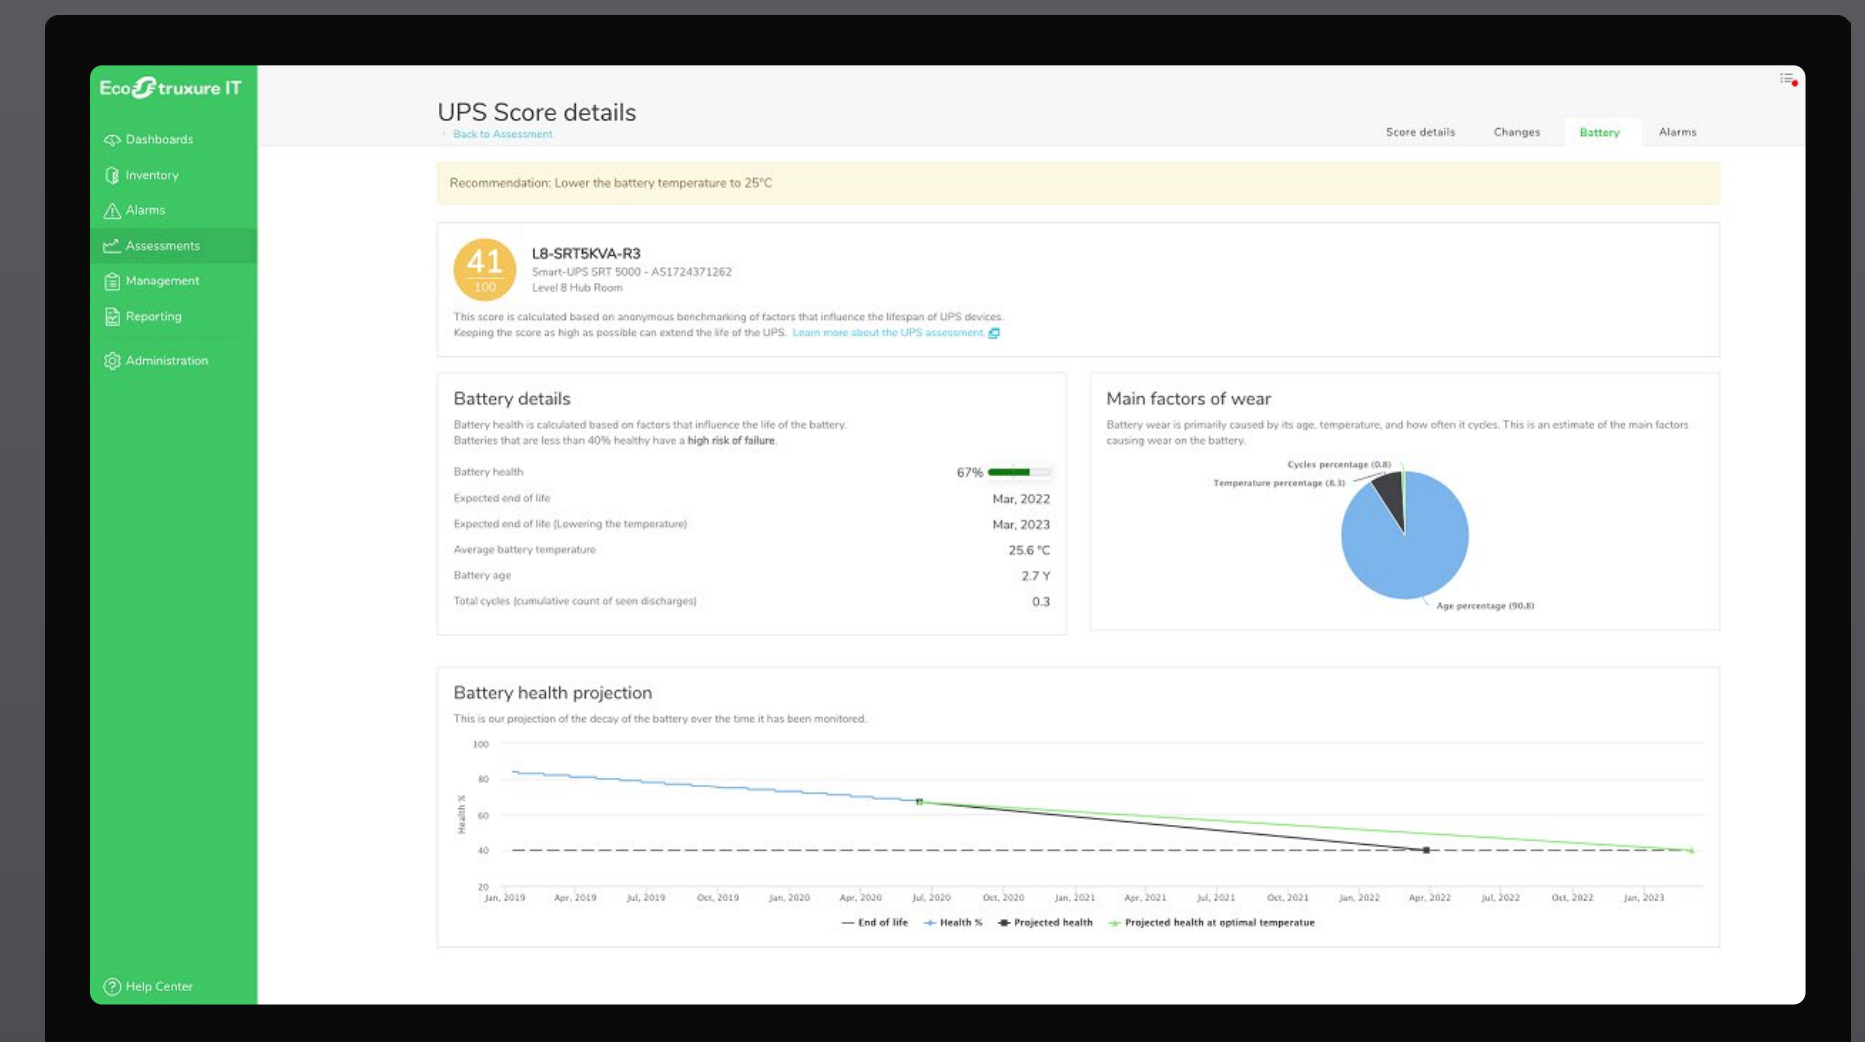 EcoStruxure IT
Dashboards
Inventory
Alarms
Assessments
Management
Reporting
Administration
Help Center
UPS Score details
Back to Assessment
Score details
Changes
Battery
Alarms
Recommendation: Lower the battery temperature to 25°C
41
100
L8-SRT5KVA-R3
Smart-UPS SRT 5000 - AS1724371262
Level 8 Hub Room
This score is calculated based on anonymous benchmarking of factors that influence the lifespan of UPS devices.
Keeping the score as high as possible can extend the life of the UPS. Learn more about the UPS assessment.
Battery details
Battery health is calculated based on factors that influence the life of the battery.
Batteries that are less than 40% healthy have a high risk of failure.
Battery health 67%
Expected end of life Mar, 2022
Expected end of life (Lowering the temperature) Mar, 2023
Average battery temperature 25.6 °C
Battery age 2.7 Y
Total cycles (cumulative count of seen discharges) 0.3
Main factors of wear
Battery wear is primarily caused by its age, temperature, and how often it cycles. This is an estimate of the main factors
causing wear on the battery.
Cycles percentage (0.8)
Temperature percentage (8.3)
Age percentage (90.8)
Battery health projection
This is our projection of the decay of the battery over the time it has been monitored.
Health %
100
80
60
40
20
Jan, 2019 Apr, 2019 Jul, 2019 Oct, 2019 Jan, 2020 Apr, 2020 Jul, 2020 Oct, 2020 Jan, 2021 Apr, 2021 Jul, 2021 Oct, 2021 Jan, 2022 Apr, 2022 Jul, 2022 Oct, 2022 Jan, 2023
End of life Health % Projected health Projected health at optimal temperatue